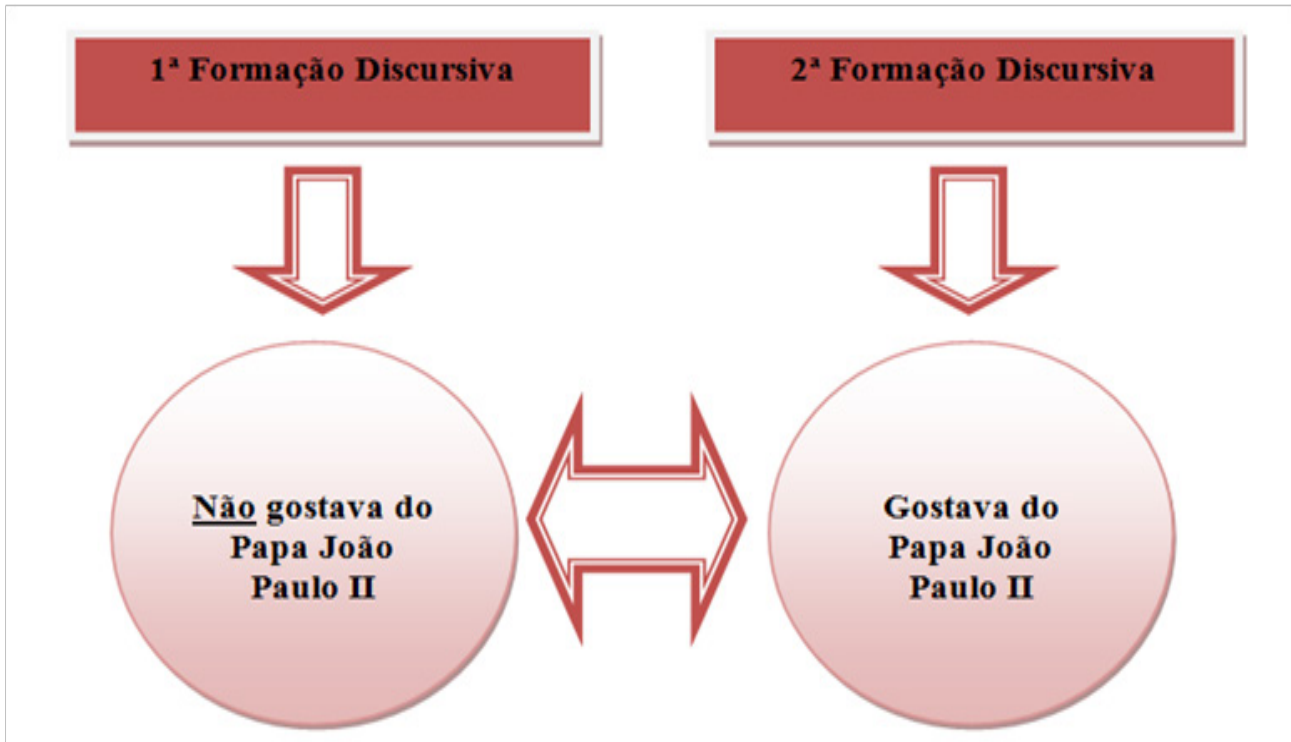 1ª Formação Discursiva
2ª Formação Discursiva
Não gostava do
Papa João
Paulo II
Gostava do
Papa João
Paulo II